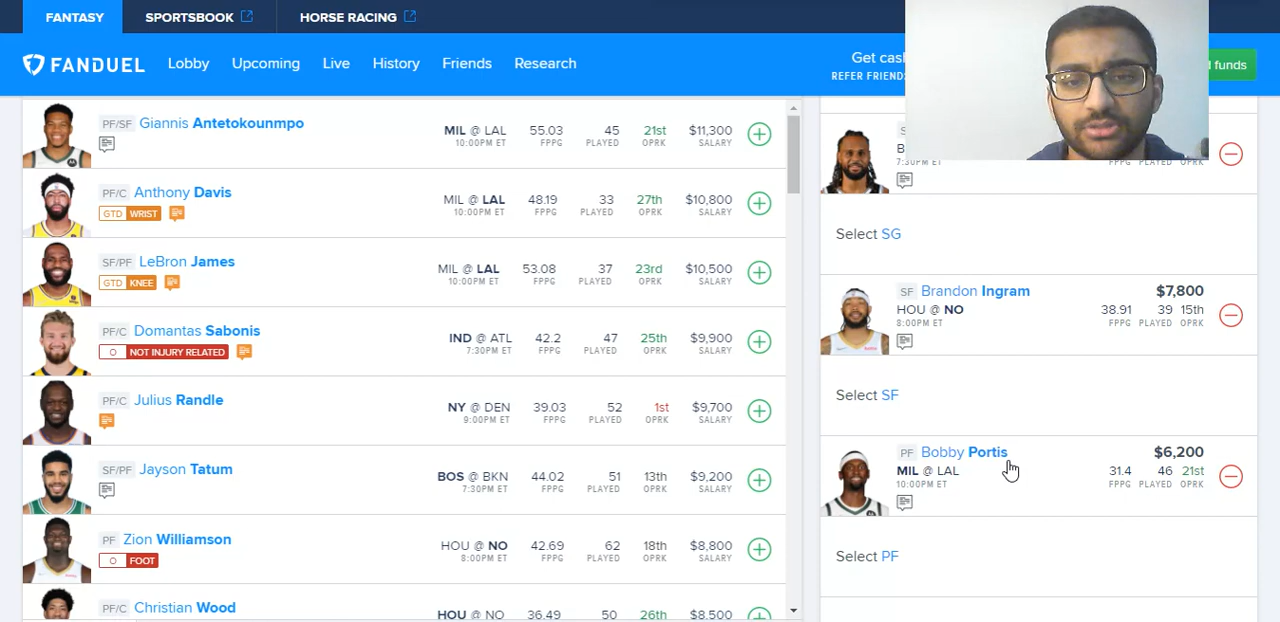 FANTASY SPORTSBOOK HORSE RACING
FANDUEL Lobby Upcoming Live History Friends Research
Get cas
REFER FRIEND
funds
PF/SF Giannis Antetokounmpo MIL @ LAL 55.03 45 21st $11,300
10:00PM ET FPPG PLAYED OPRK SALARY
PF/C Anthony Davis MIL @ LAL 48.19 33 27th $10,800
GTD WRIST 10:00PM ET FPPG PLAYED OPRK SALARY
SF/PF LeBron James MIL @ LAL 53.08 37 23rd $10,500
GTD KNEE 10:00PM ET FPPG PLAYED OPRK SALARY
PF/C Domantas Sabonis IND @ ATL 42.2 47 25th $9,900
O NOT INJURY RELATED 7:30PM ET FPPG PLAYED OPRK SALARY
PF/C Julius Randle NY @ DEN 39.03 52 1st $9,700
9:00PM ET FPPG PLAYED OPRK SALARY
SF/PF Jayson Tatum BOS @ BKN 44.02 51 13th $9,200
7:30PM ET FPPG PLAYED OPRK SALARY
PF Zion Williamson HOU @ NO 42.69 62 18th $8,800
O FOOT 8:00PM ET FPPG PLAYED OPRK SALARY
PF/C Christian Wood HOU @ NO 36.49 50 26th $8,500
7:30PM ET FPPG PLAYED OPRK
Select SG
SF Brandon Ingram $7,800
HOU @ NO 38.91 39 15th
8:00PM ET FPPG PLAYED OPRK
Select SF
PF Bobby Portis $6,200
MIL @ LAL 31.4 46 21st
10:00PM ET FPPG PLAYED OPRK
Select PF